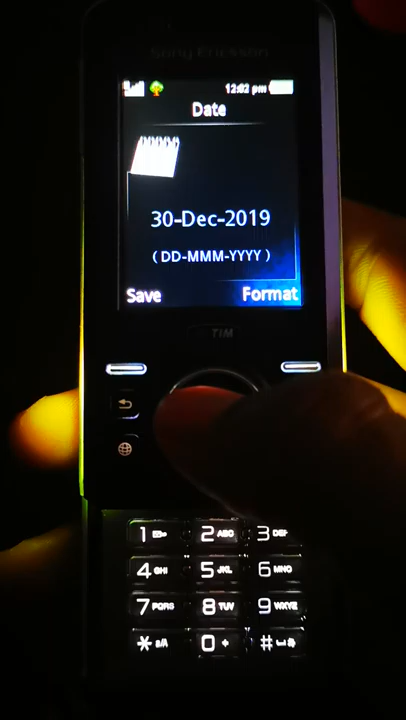 Sony Ericsson
12:02 pm
Date
30-Dec-2019
(DD-MMM-YYYY)
Save Format
TIM
1 2 ABC 3 DEF
4 GHI 5 JKL 6 MNO
7 PQRS 8 TUV 9 WXYZ
* a/A 0 + #